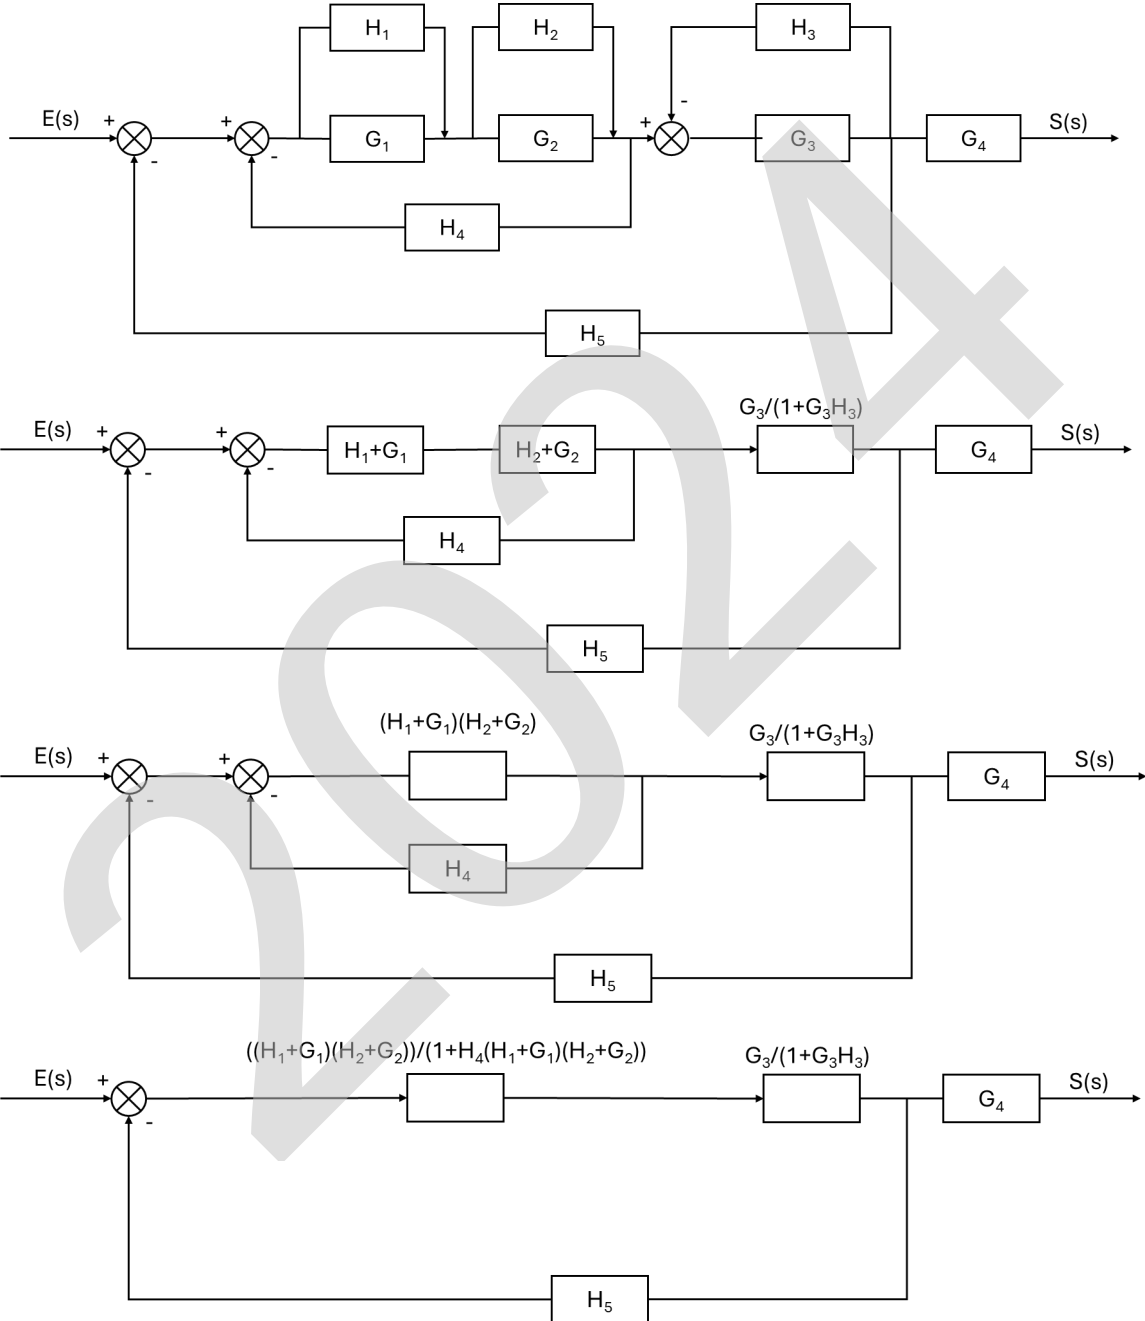 H₁ H₂ H₃
-
E(s) + + + S(s)
G₁ G₂ G₃ G₄
- -
H₄
H₅
G₃/(1+G₃H₃)
E(s) + + S(s)
H₁+G₁ H₂+G₂ G₄
- -
H₄
H₅
(H₁+G₁)(H₂+G₂)
G₃/(1+G₃H₃)
E(s) + + S(s)
G₄
- -
H₄
H₅
((H₁+G₁)(H₂+G₂))/(1+H₄(H₁+G₁)(H₂+G₂)) G₃/(1+G₃H₃)
E(s) + S(s)
G₄
-
H₅
2024